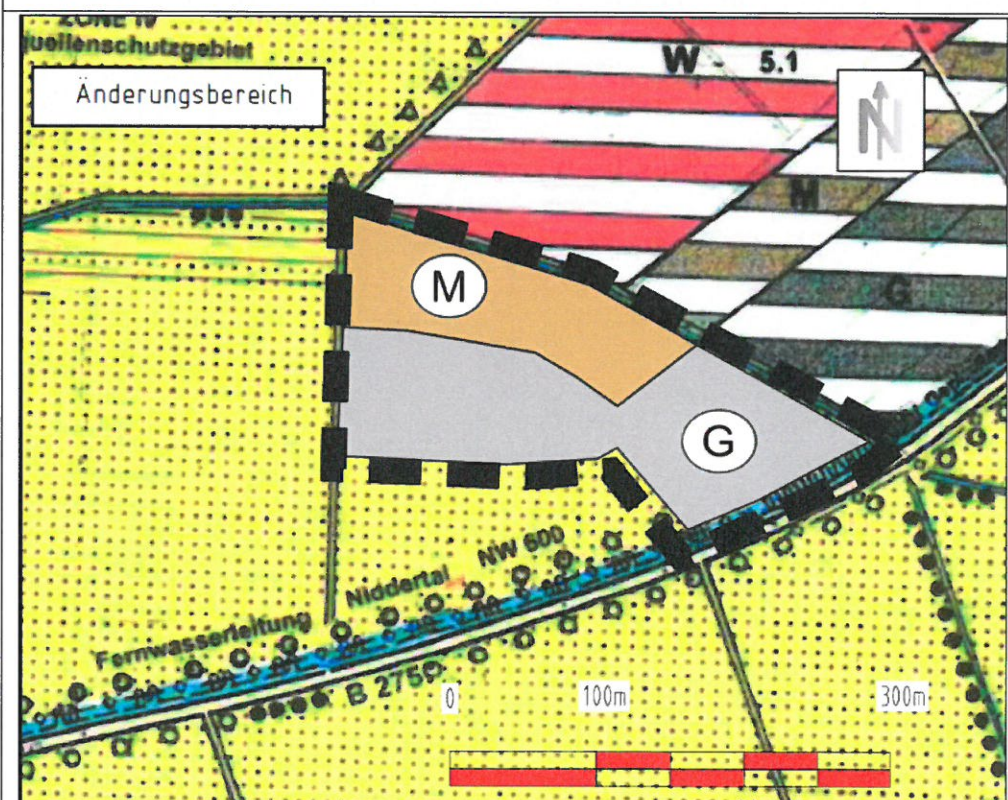 ZONE IV
quellenschutzgebiet
Änderungsbereich
W - 5.1
N
M
G
M
G
Fernwasserleitung Niddertal NW 600
B 275
0 100m 300m